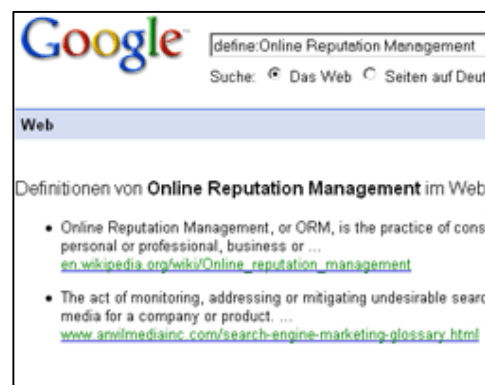 Google
define:Online Reputation Management
Suche: Das Web Seiten auf Deut
Web
Definitionen von Online Reputation Management im Web
Online Reputation Management, or ORM, is the practice of cons
personal or professional, business or ...
en.wikipedia.org/wiki/Online_reputation_management
The act of monitoring, addressing or mitigating undesirable searc
media for a company or product. ...
www.anvilmediainc.com/search-engine-marketing-glossary.html